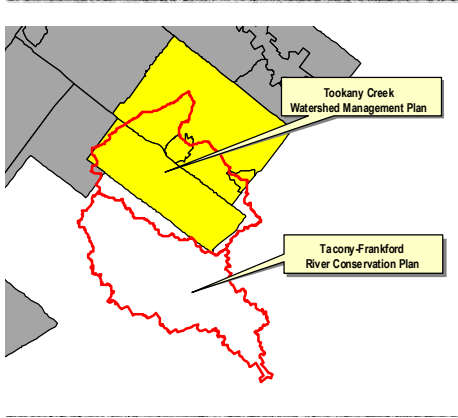 Tookany Creek
Watershed Management Plan
Tacony-Frankford
River Conservation Plan